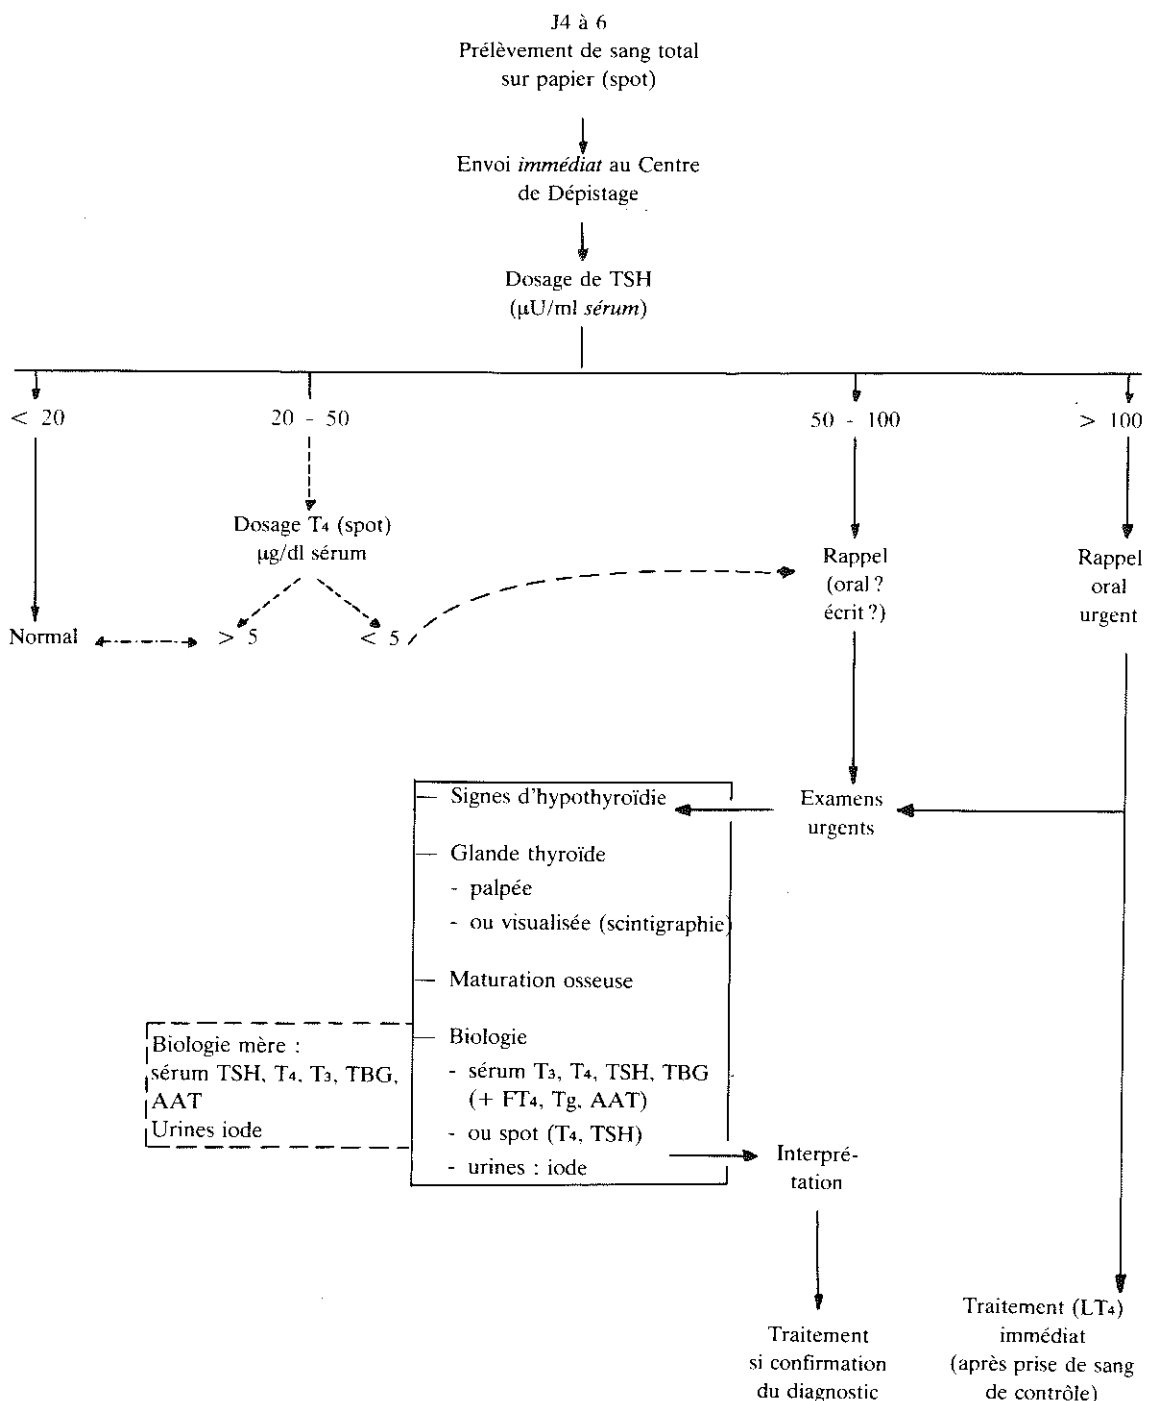 J4 à 6
Prélèvement de sang total
sur papier (spot)
Envoi immédiat au Centre
de Dépistage
Dosage de TSH
(µU/ml sérum)
< 20
20 - 50
50 - 100
> 100
Dosage T4 (spot)
µg/dl sérum
Rappel
(oral ?
écrit ?)
Rappel
oral
urgent
Normal
> 5
< 5
Signes d'hypothyroïdie
Examens
urgents
Glande thyroïde
- palpée
- ou visualisée (scintigraphie)
Maturation osseuse
Biologie mère :
sérum TSH, T4, T3, TBG,
AAT
Urines iode
Biologie
- sérum T3, T4, TSH, TBG
(+ FT4, Tg, AAT)
- ou spot (T4, TSH)
- urines : iode
Interpré-
tation
Traitement
si confirmation
du diagnostic
Traitement (LT4)
immédiat
(après prise de sang
de contrôle)